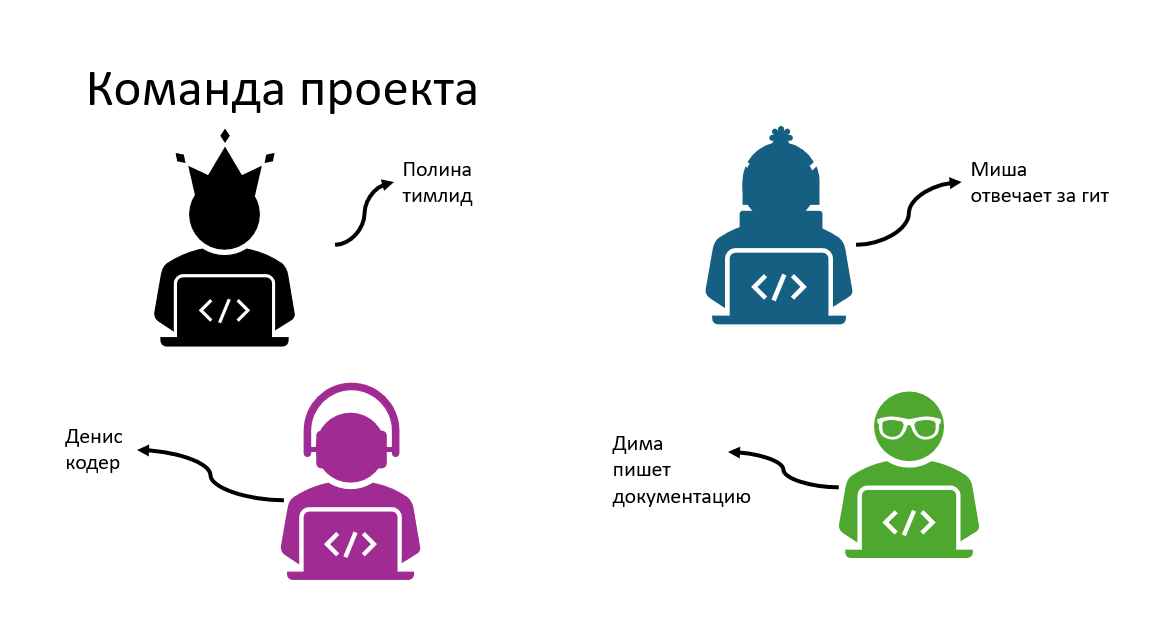 Команда проекта
Полина
тимлид
</>
Миша
отвечает за гит
</>
Денис
кодер
</>
Дима
пишет
документацию
</>